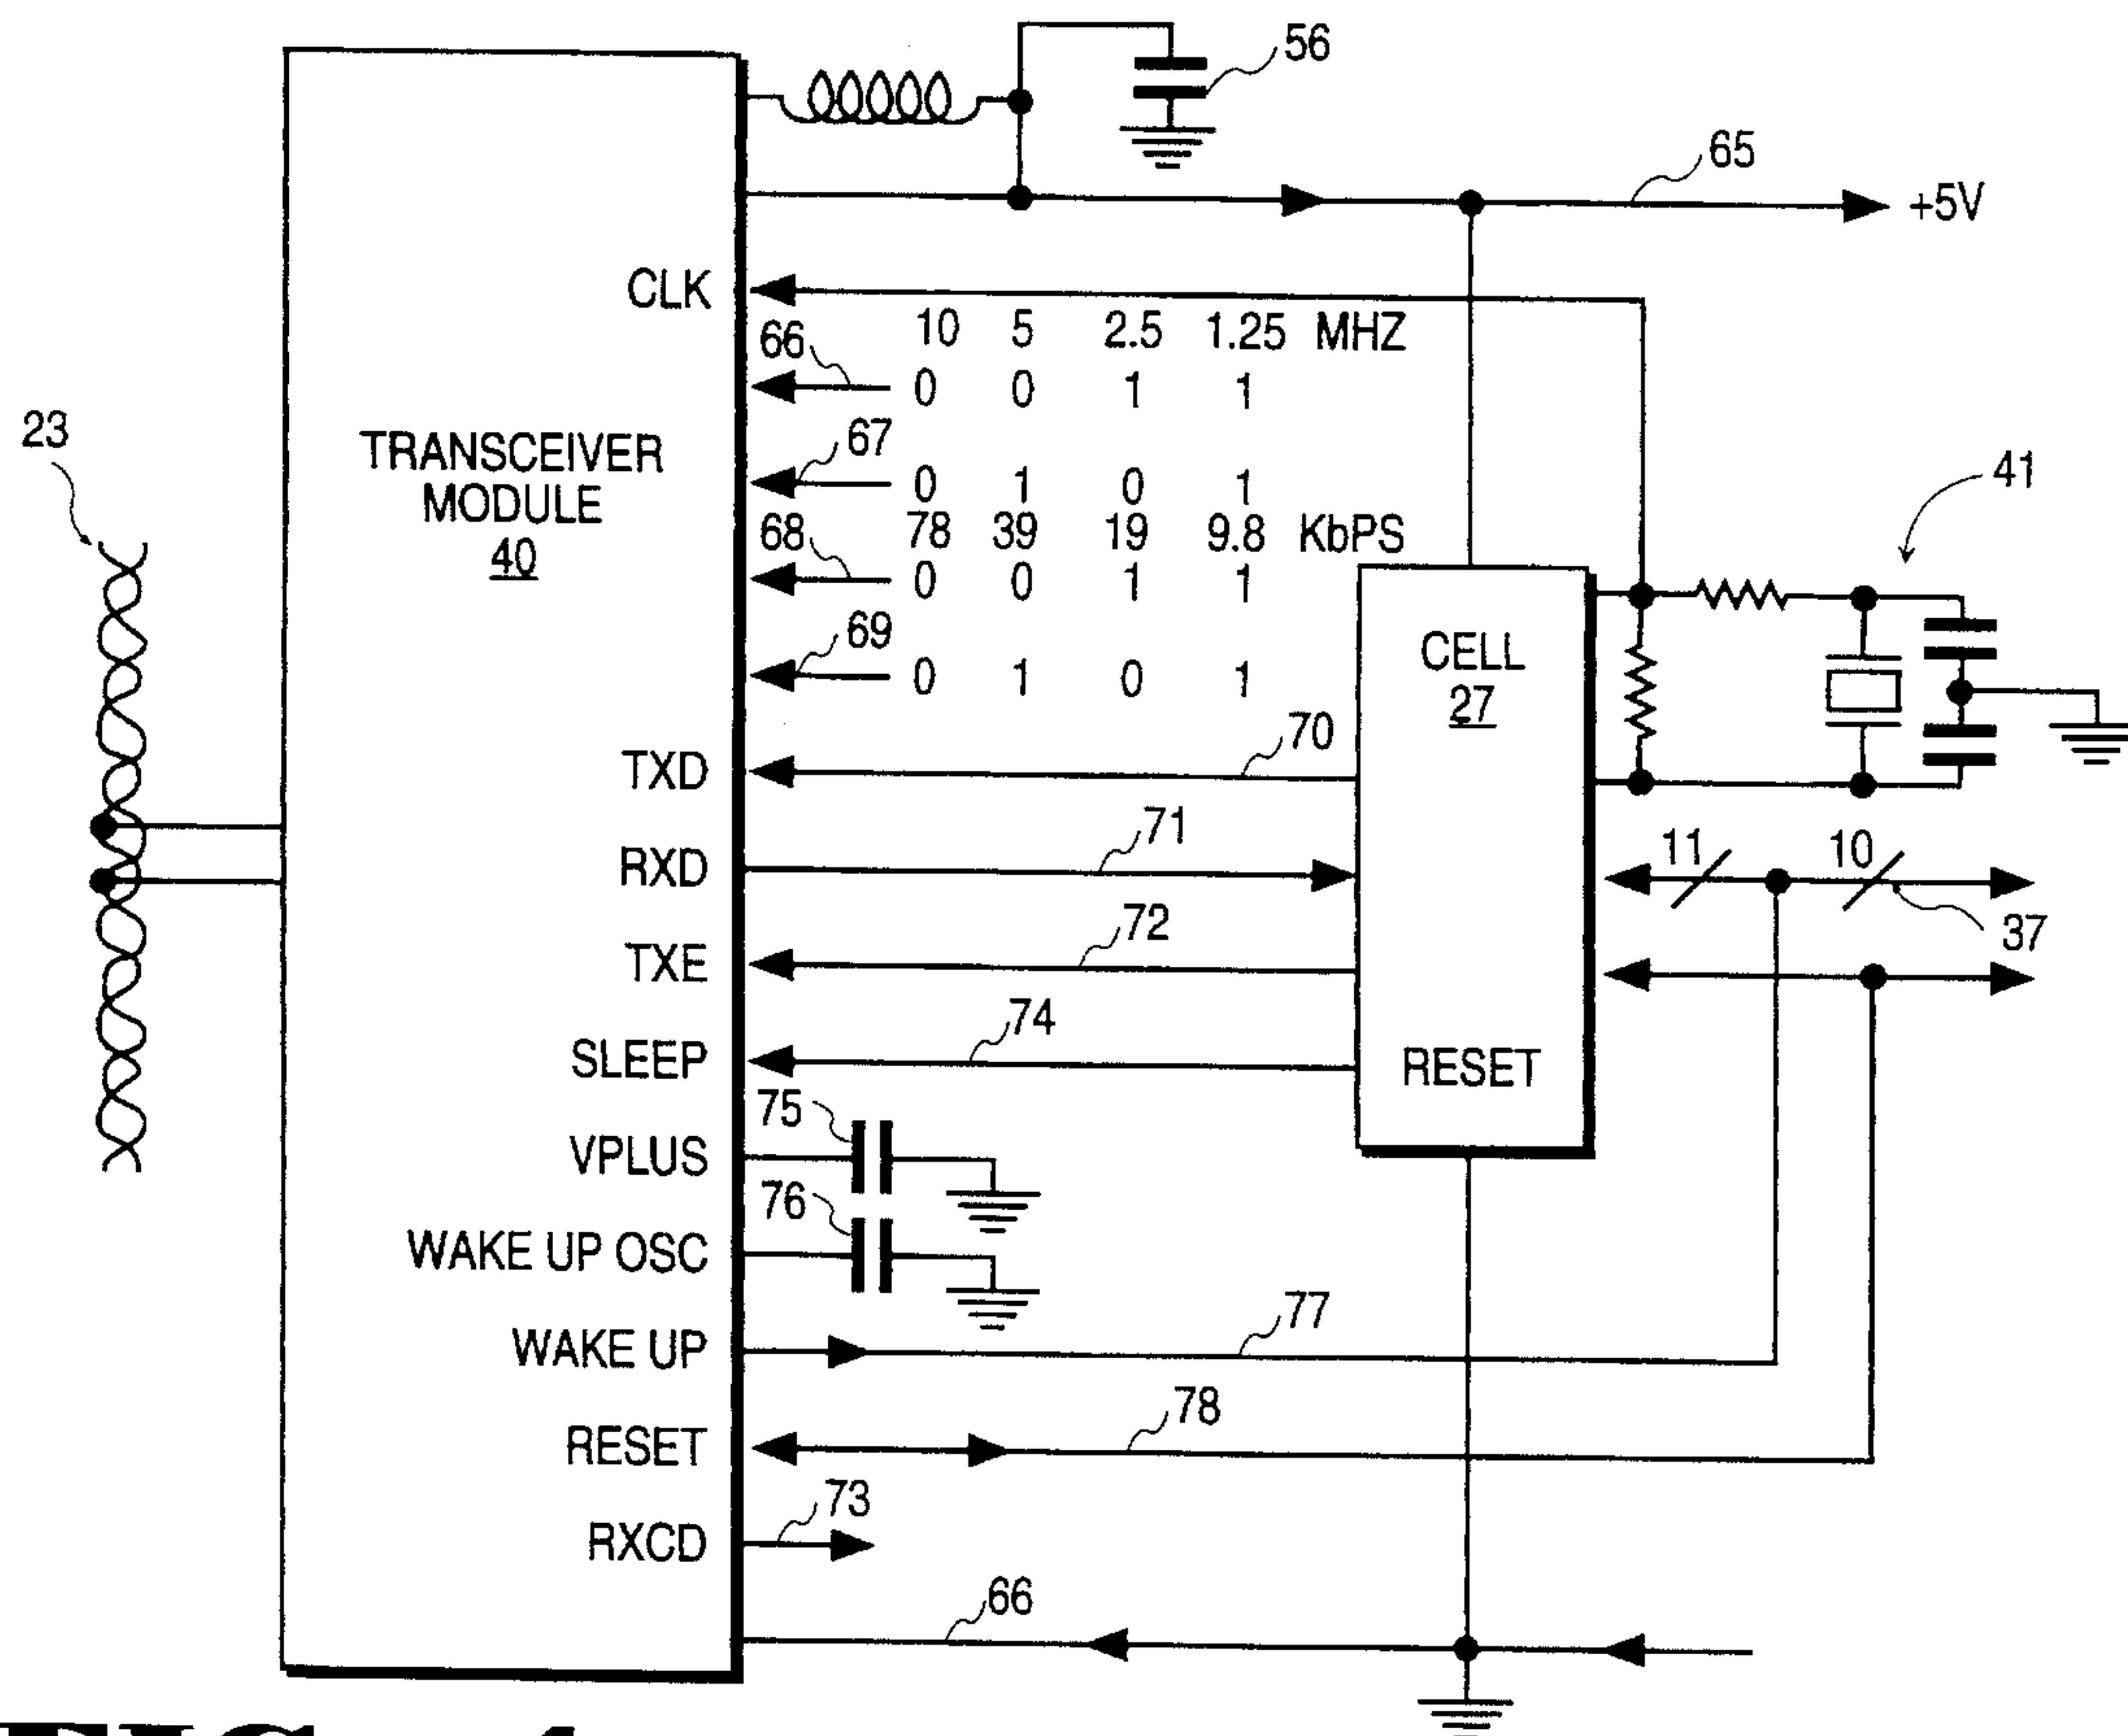 56
65
+5V
CLK
10 5 2.5 1.25 MHZ
66
0 0 1 1
23
67
TRANSCEIVER
MODULE
40
0 1 0 1
41
68
78 39 19 9.8 KbPS
0 0 1 1
69
0 1 0 1
CELL
27
70
TXD
71
11
10
RXD
37
72
TXE
74
SLEEP
RESET
75
VPLUS
76
WAKE UP OSC
77
WAKE UP
78
RESET
73
RXCD
66